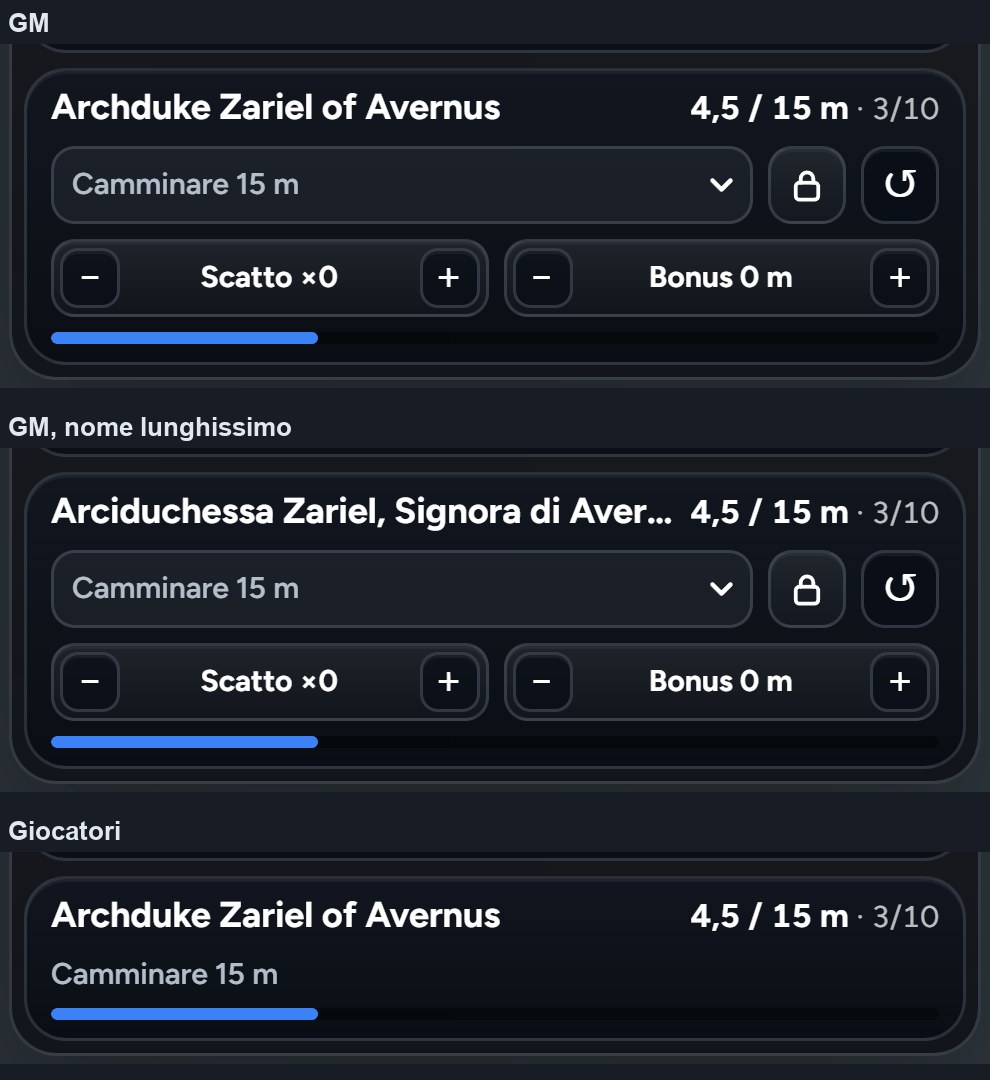 GM
Archduke Zariel of Avernus 4,5 / 15 m · 3/10
Camminare 15 m
− Scatto ×0 + − Bonus 0 m +
GM, nome lunghissimo
Arciduchessa Zariel, Signora di Aver... 4,5 / 15 m · 3/10
Camminare 15 m
− Scatto ×0 + − Bonus 0 m +
Giocatori
Archduke Zariel of Avernus 4,5 / 15 m · 3/10
Camminare 15 m